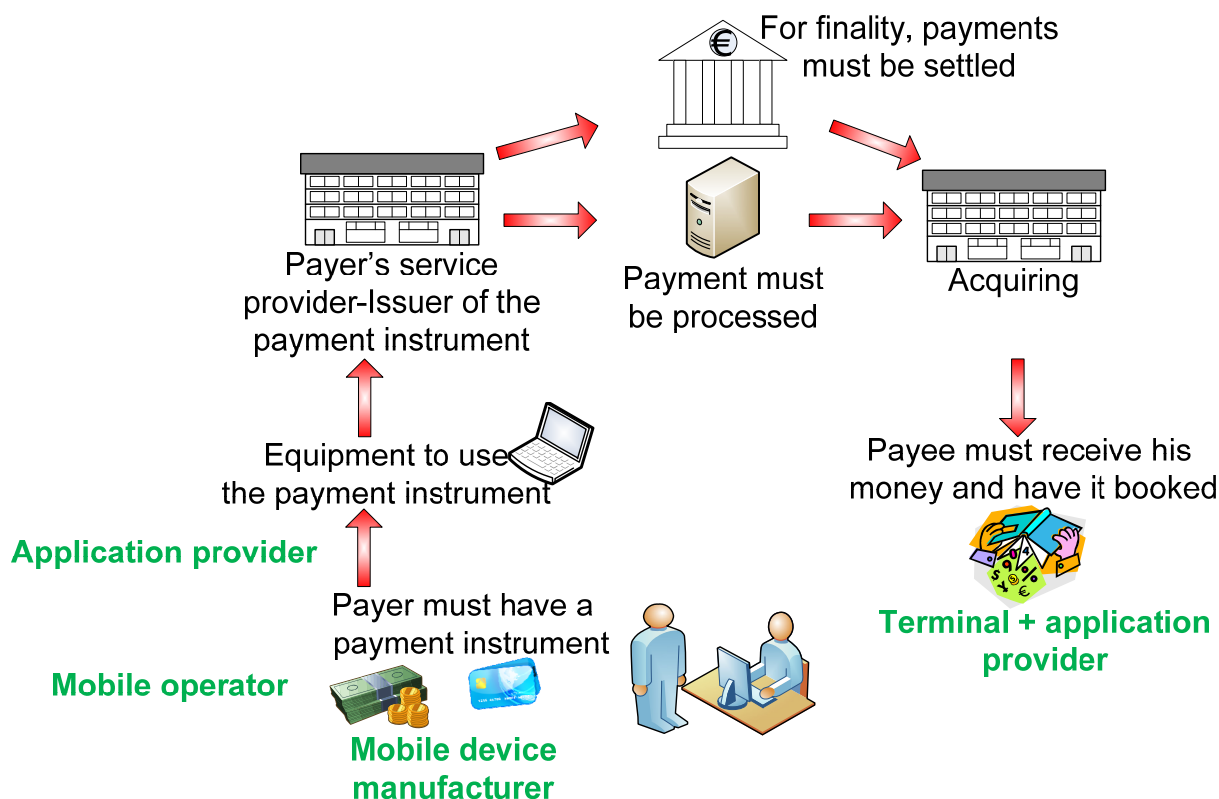 For finality, payments
must be settled
€
Payer's service
provider-Issuer of the
payment instrument
Payment must
be processed
Acquiring
Equipment to use
the payment instrument
Payee must receive his
money and have it booked
Application provider
Payer must have a
payment instrument
Terminal + application
provider
Mobile operator
Mobile device
manufacturer